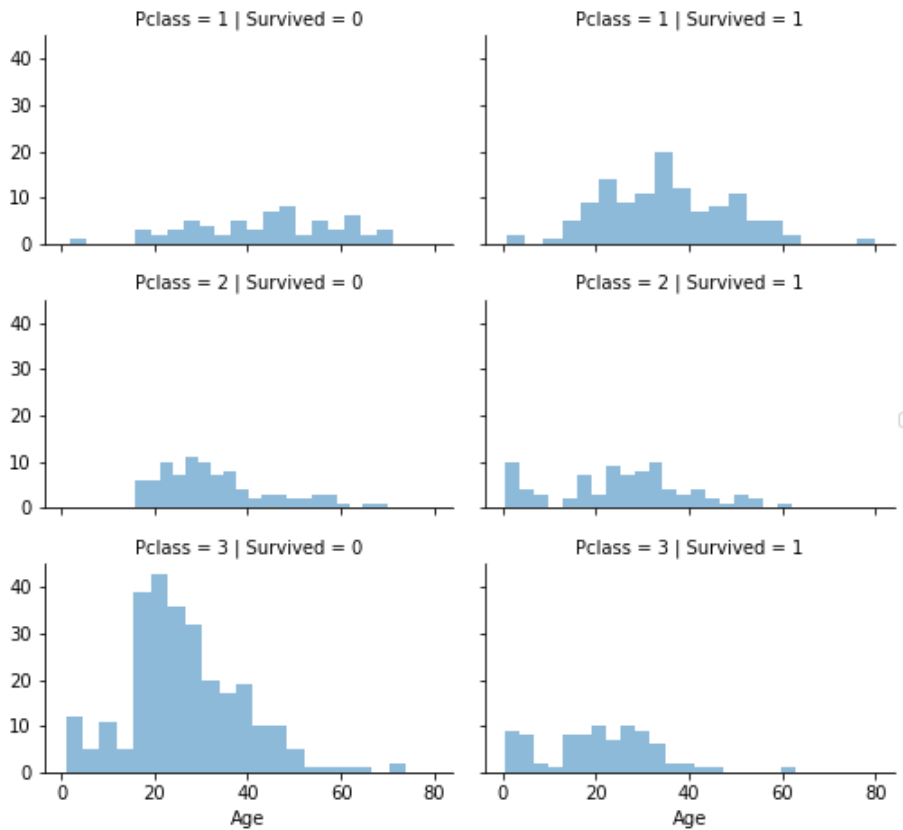 Pclass = 1 | Survived = 0
Pclass = 1 | Survived = 1
40
30
20
10
0
Pclass = 2 | Survived = 0
Pclass = 2 | Survived = 1
40
30
20
10
0
Pclass = 3 | Survived = 0
Pclass = 3 | Survived = 1
40
30
20
10
0
0 20 40 60 80
0 20 40 60 80
Age
Age